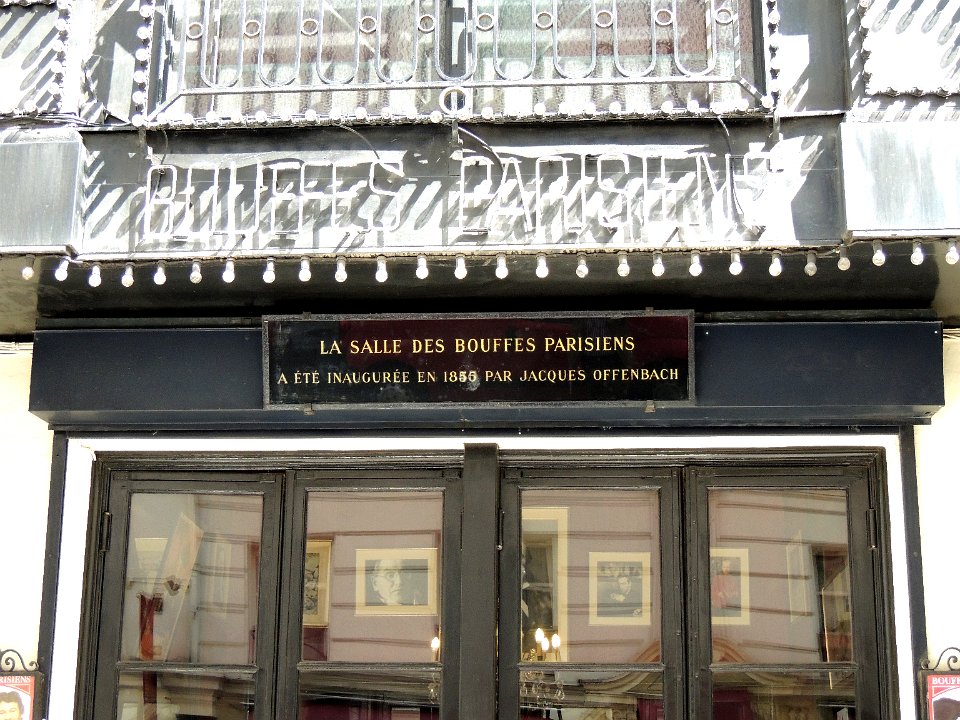 BOUFFES PARISIENS
LA SALLE DES BOUFFES PARISIENS
A ÉTÉ INAUGURÉE EN 1855 PAR JACQUES OFFENBACH